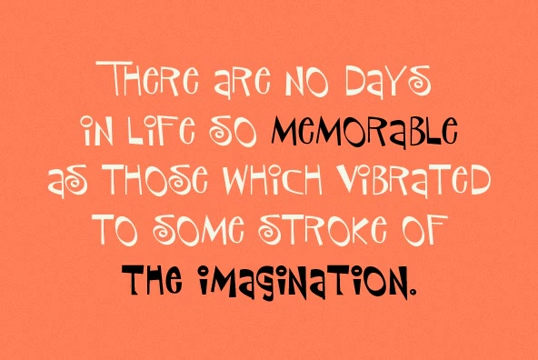 There are no days
in life so memorable
as those which vibrated
to some stroke of
the imagination.